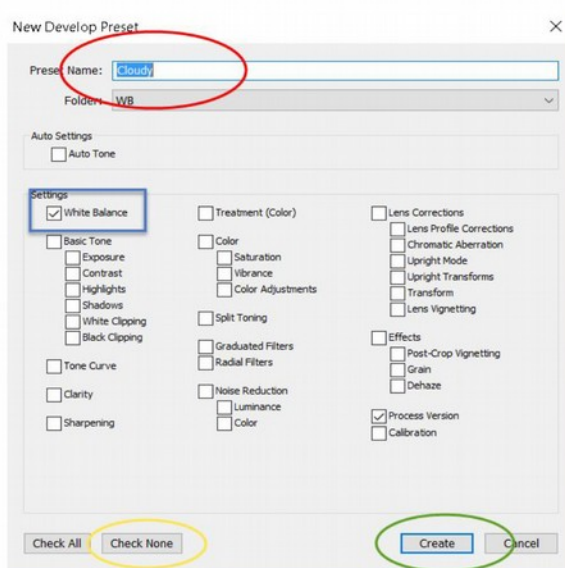 New Develop Preset
Preset Name: Cloudy
Folder: WB
Auto Settings
Auto Tone
Settings
White Balance
Basic Tone
Exposure
Contrast
Highlights
Shadows
White Clipping
Black Clipping
Tone Curve
Clarity
Sharpening
Treatment (Color)
Color
Saturation
Vibrance
Color Adjustments
Split Toning
Graduated Filters
Radial Filters
Noise Reduction
Luminance
Color
Lens Corrections
Lens Profile Corrections
Chromatic Aberration
Upright Mode
Upright Transforms
Transform
Lens Vignetting
Effects
Post-Crop Vignetting
Grain
Dehaze
Process Version
Calibration
Check All Check None Create Cancel